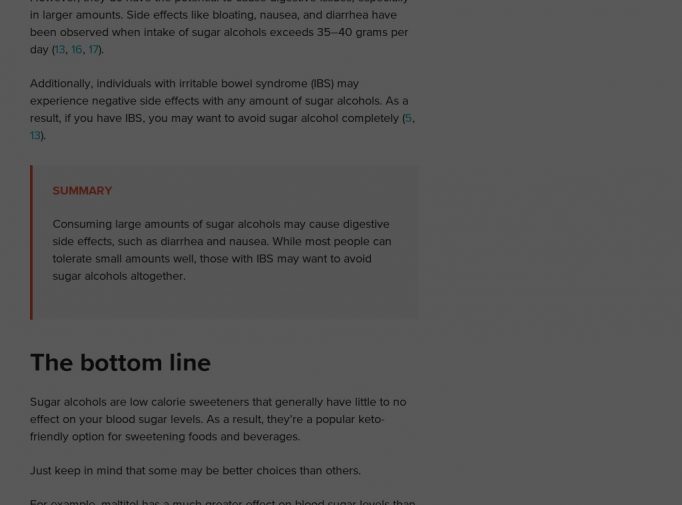 However, they do have the potential to cause digestive issues, especially
in larger amounts. Side effects like bloating, nausea, and diarrhea have
been observed when intake of sugar alcohols exceeds 35–40 grams per
day (13, 16, 17).
Additionally, individuals with irritable bowel syndrome (IBS) may
experience negative side effects with any amount of sugar alcohols. As a
result, if you have IBS, you may want to avoid sugar alcohol completely (5,
13).
SUMMARY
Consuming large amounts of sugar alcohols may cause digestive
side effects, such as diarrhea and nausea. While most people can
tolerate small amounts well, those with IBS may want to avoid
sugar alcohols altogether.
The bottom line
Sugar alcohols are low calorie sweeteners that generally have little to no
effect on your blood sugar levels. As a result, they're a popular keto-
friendly option for sweetening foods and beverages.
Just keep in mind that some may be better choices than others.
For example, maltitol has a much greater effect on blood sugar levels than